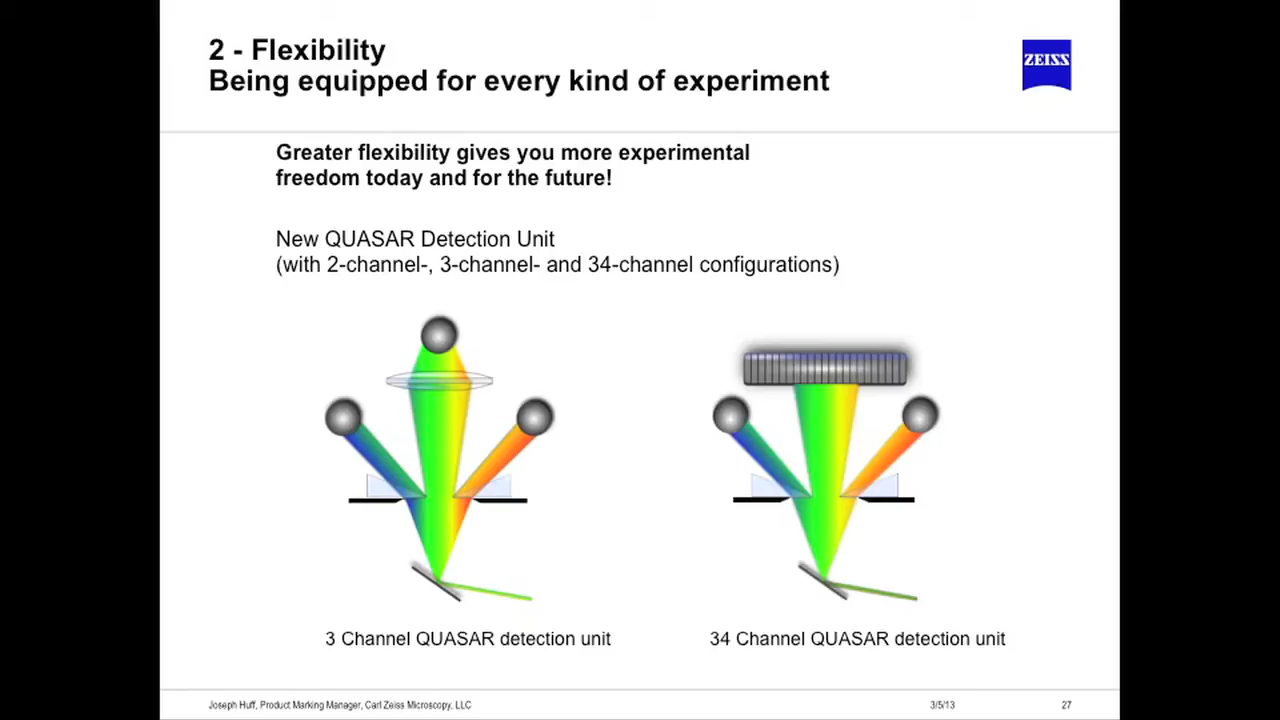 2 - Flexibility
Being equipped for every kind of experiment
ZEISS
Greater flexibility gives you more experimental
freedom today and for the future!
New QUASAR Detection Unit
(with 2-channel-, 3-channel- and 34-channel configurations)
3 Channel QUASAR detection unit
34 Channel QUASAR detection unit
Joseph Huff, Product Marking Manager, Carl Zeiss Microscopy, LLC
3/5/13
27